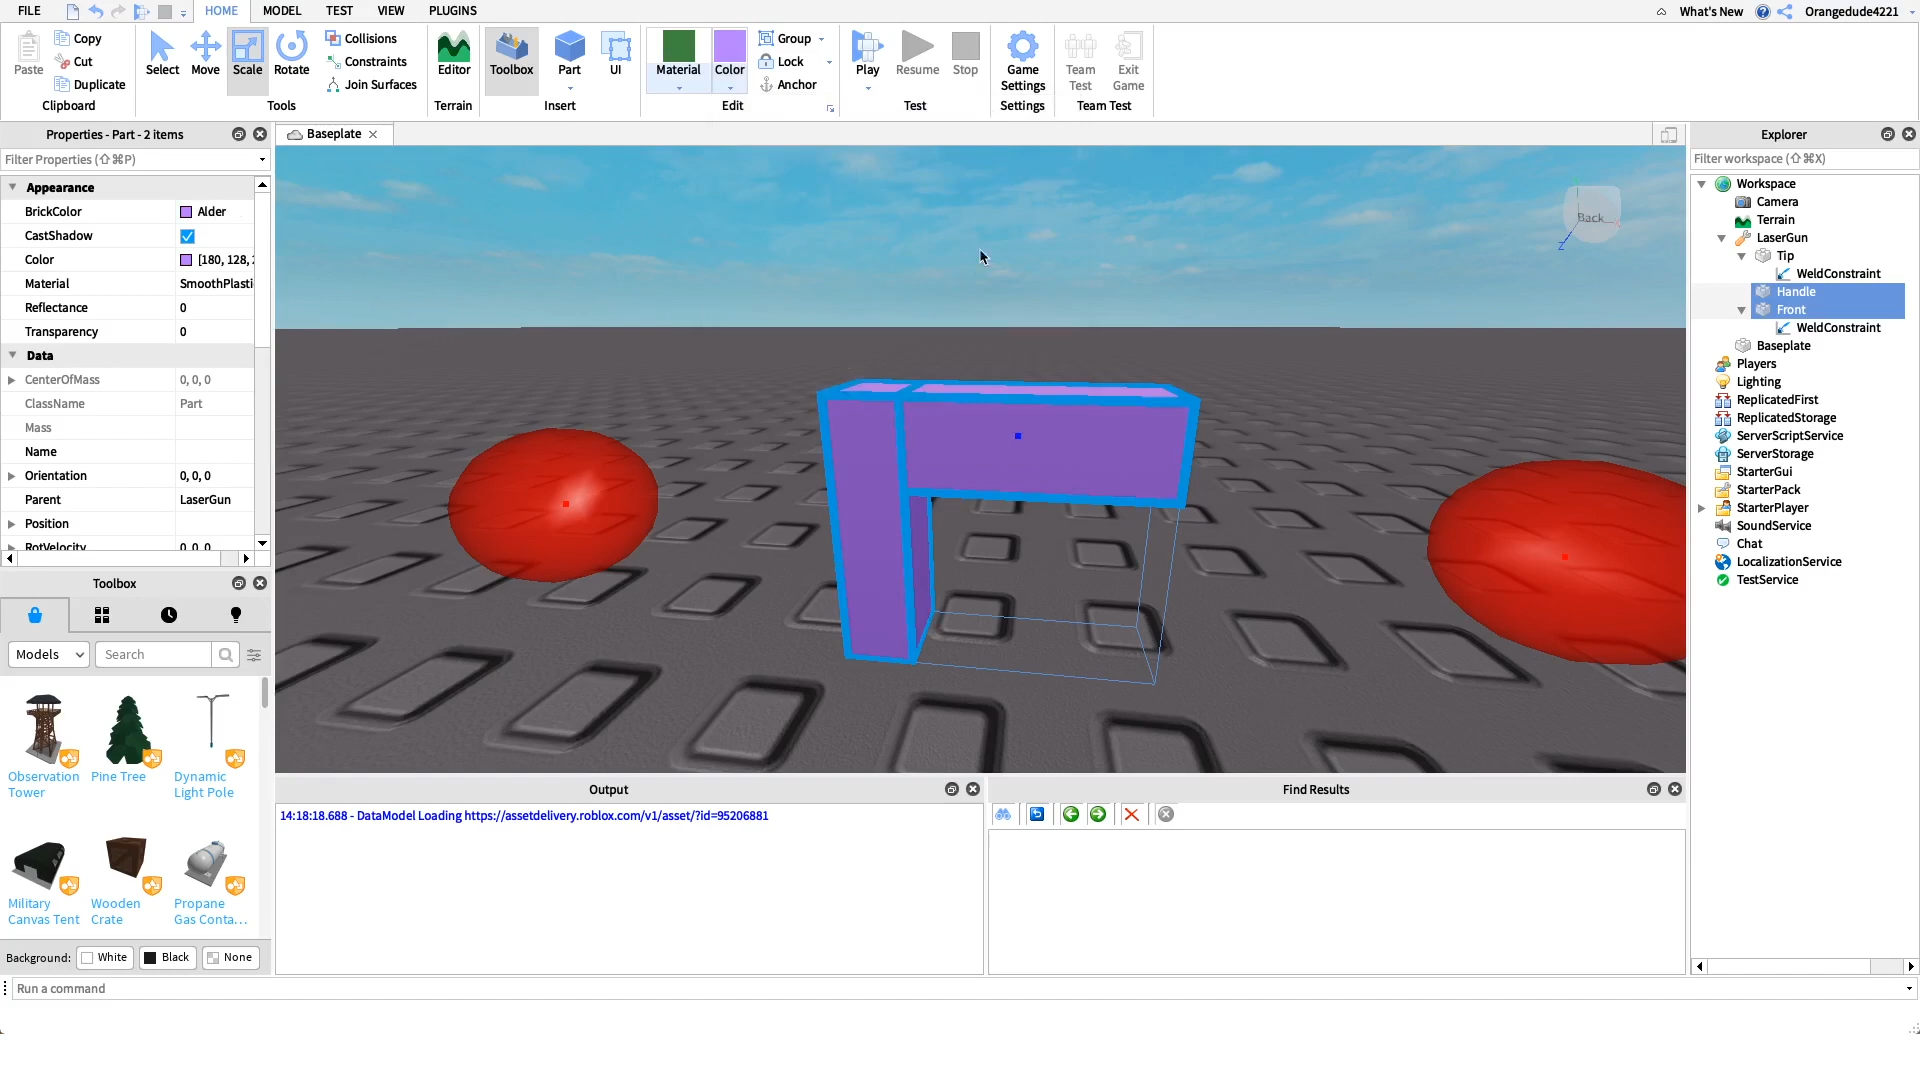 FILE
HOME
MODEL
TEST
VIEW
PLUGINS
What's New
Orangedude4221
Paste
Copy
Cut
Duplicate
Clipboard
Select
Move
Scale
Rotate
Collisions
Constraints
Join Surfaces
Tools
Editor
Terrain
Toolbox
Part
UI
Insert
Material
Color
Group
Lock
Anchor
Edit
Play
Resume
Stop
Test
Game
Settings
Settings
Team
Test
Exit
Game
Team Test
Properties - Part - 2 items
Filter Properties (⇧⌘P)
Appearance
BrickColor Alder
CastShadow
Color [180, 128, 2
Material SmoothPlasti
Reflectance 0
Transparency 0
Data
CenterOfMass 0, 0, 0
ClassName Part
Mass
Name
Orientation 0, 0, 0
Parent LaserGun
Position
RotVelocity 0, 0, 0
Toolbox
Models
Search
Observation
Tower
Pine Tree
Dynamic
Light Pole
Military
Canvas Tent
Wooden
Crate
Propane
Gas Conta...
Background: White Black None
Baseplate
Back
Z
Output
14:18:18.688 - DataModel Loading https://assetdelivery.roblox.com/v1/asset/?id=95206881
Find Results
Explorer
Filter workspace (⇧⌘X)
Workspace
Camera
Terrain
LaserGun
Tip
WeldConstraint
Handle
Front
WeldConstraint
Baseplate
Players
Lighting
ReplicatedFirst
ReplicatedStorage
ServerScriptService
ServerStorage
StarterGui
StarterPack
StarterPlayer
SoundService
Chat
LocalizationService
TestService
Run a command